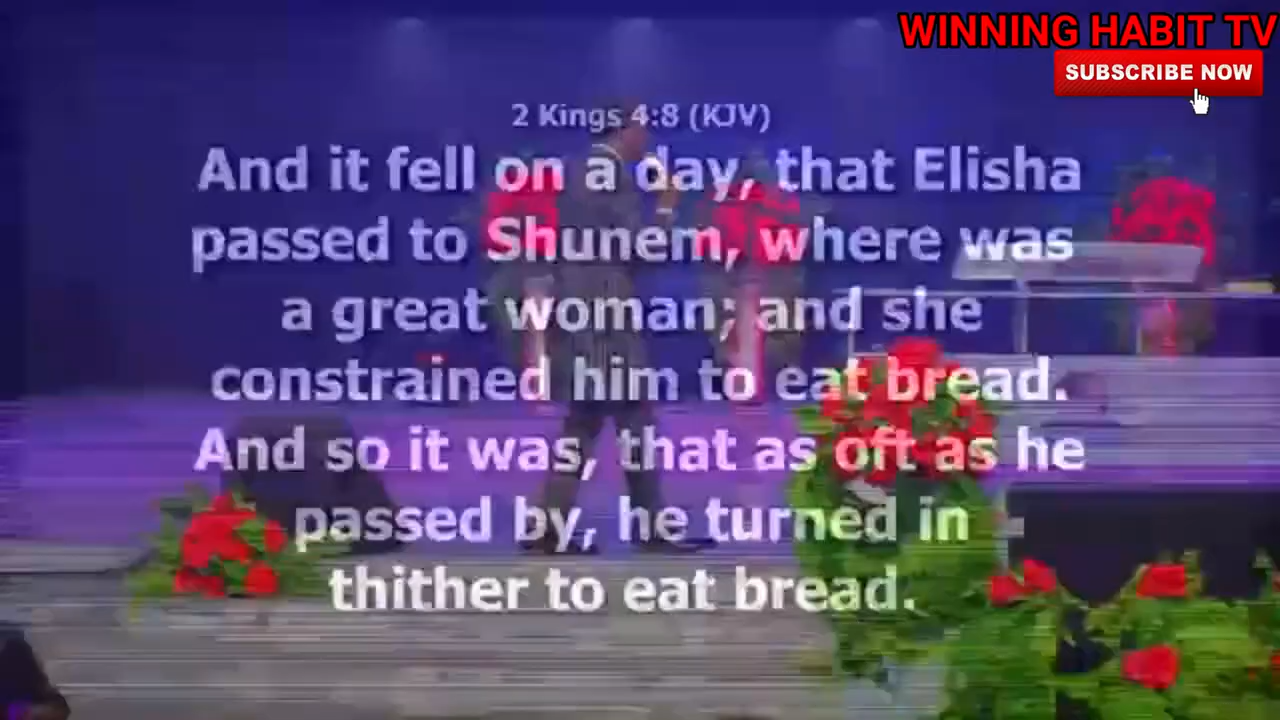 WINNING HABIT TV
SUBSCRIBE NOW
2 Kings 4:8 (KJV)
And it fell on a day, that Elisha
passed to Shunem, where was
a great woman; and she
constrained him to eat bread.
And so it was, that as oft as he
passed by, he turned in
thither to eat bread.